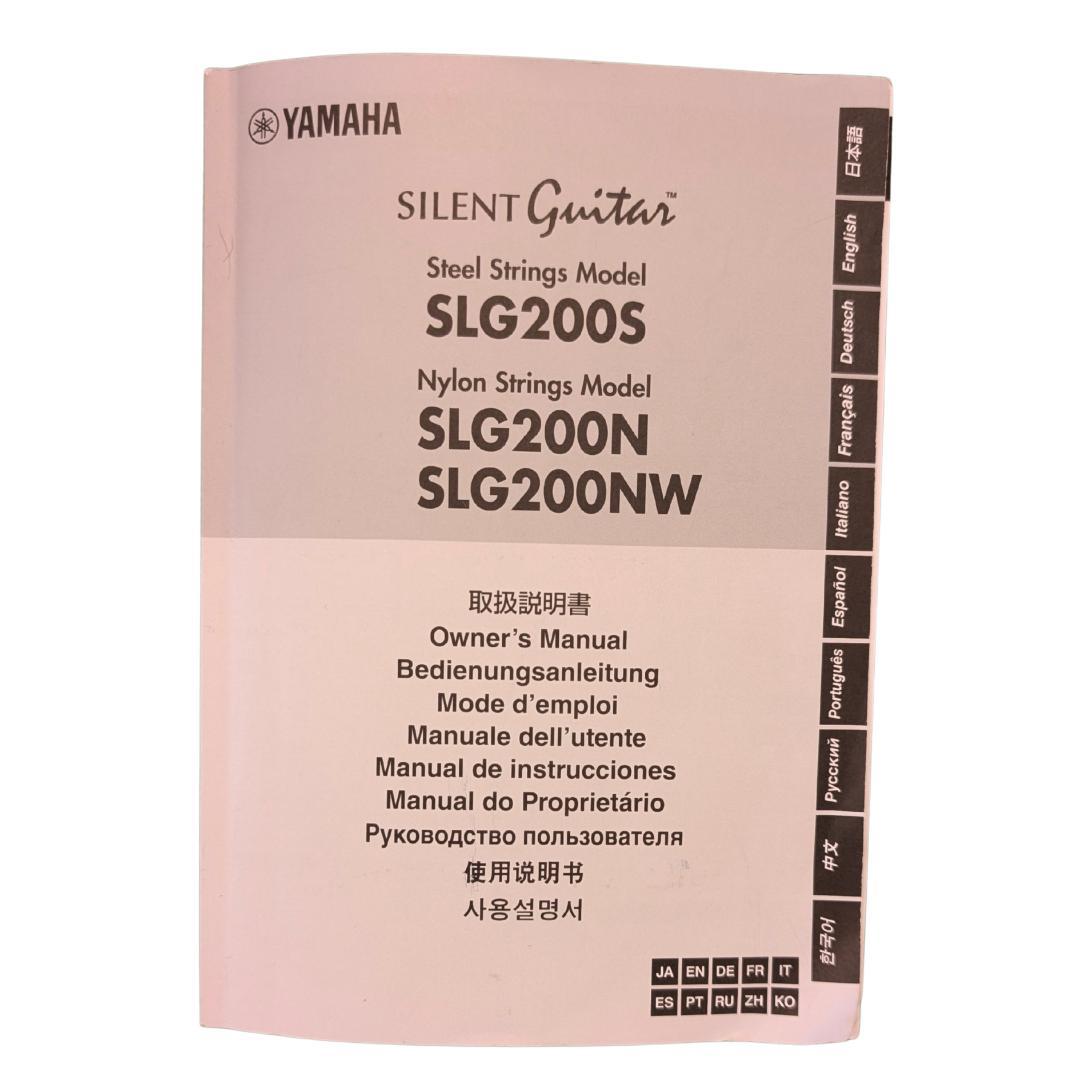 YAMAHA
SILENT Guitar™
Steel Strings Model
SLG200S
Nylon Strings Model
SLG200N
SLG200NW
取扱説明書
Owner's Manual
Bedienungsanleitung
Mode d'emploi
Manuale dell'utente
Manual de instrucciones
Manual do Proprietário
Руководство пользователя
使用说明书
사용설명서
日本語
English
Deutsch
Français
Italiano
Español
Português
Русский
中文
한국어
JA EN DE FR IT
ES PT RU ZH KO